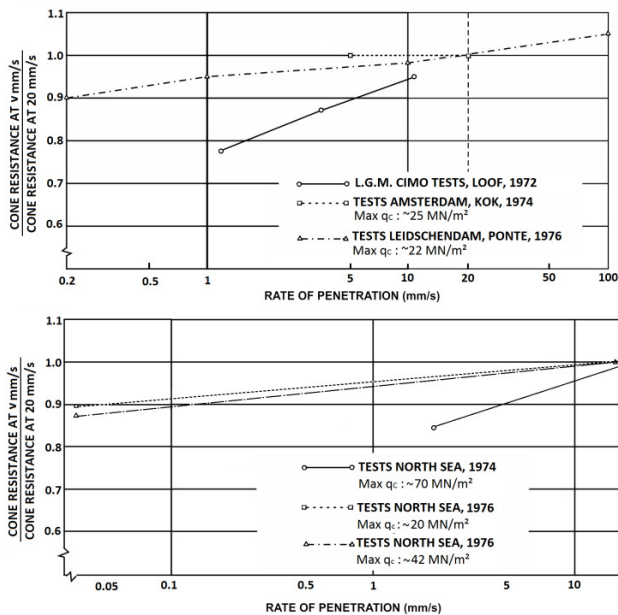 CONE RESISTANCE AT v mm/s
CONE RESISTANCE AT 20 mm/s
1.1
1.0
0.9
0.8
0.7
0.6
0.2
0.5
1
5
10
20
50
100
L.G.M. CIMO TESTS, LOOF, 1972
TESTS AMSTERDAM, KOK, 1974
Max qc : ~25 MN/m²
TESTS LEIDSCHENDAM, PONTE, 1976
Max qc : ~22 MN/m²
RATE OF PENETRATION (mm/s)
CONE RESISTANCE AT v mm/s
CONE RESISTANCE AT 20 mm/s
1.1
1.0
0.9
0.8
0.7
0.6
TESTS NORTH SEA, 1974
Max qc : ~70 MN/m²
TESTS NORTH SEA, 1976
Max qc : ~20 MN/m²
TESTS NORTH SEA, 1976
Max qc : ~42 MN/m²
0.05
0.1
0.5
1
5
10
RATE OF PENETRATION (mm/s)